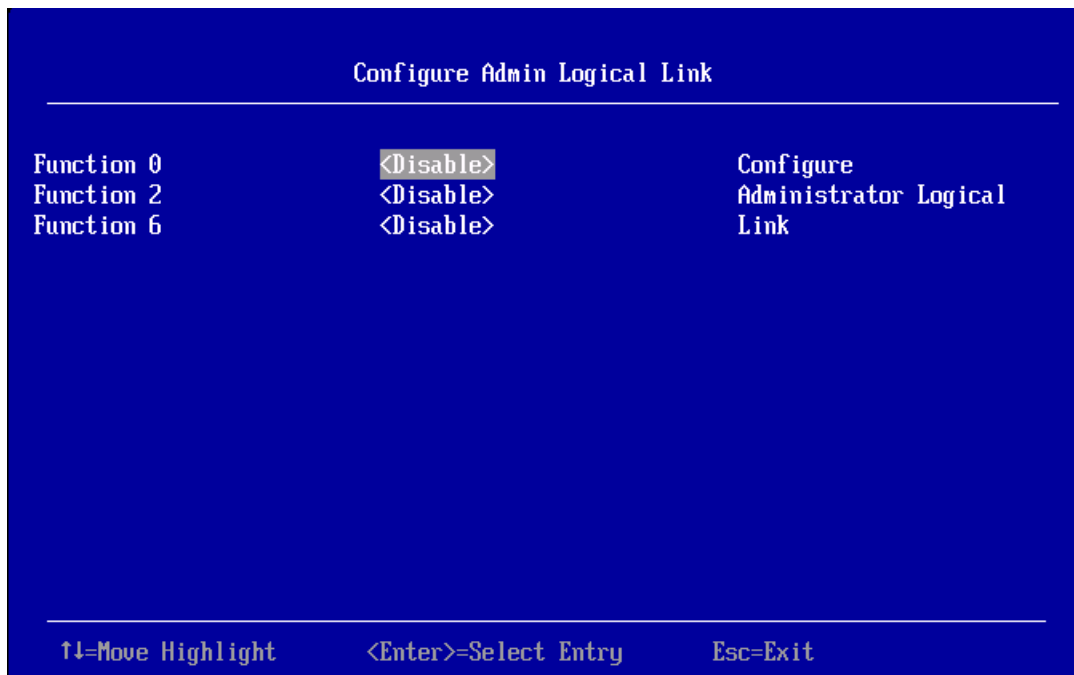 Configure Admin Logical Link
Function 0 <Disable> Configure
Function 2 <Disable> Administrator Logical
Function 6 <Disable> Link
↑↓=Move Highlight <Enter>=Select Entry Esc=Exit